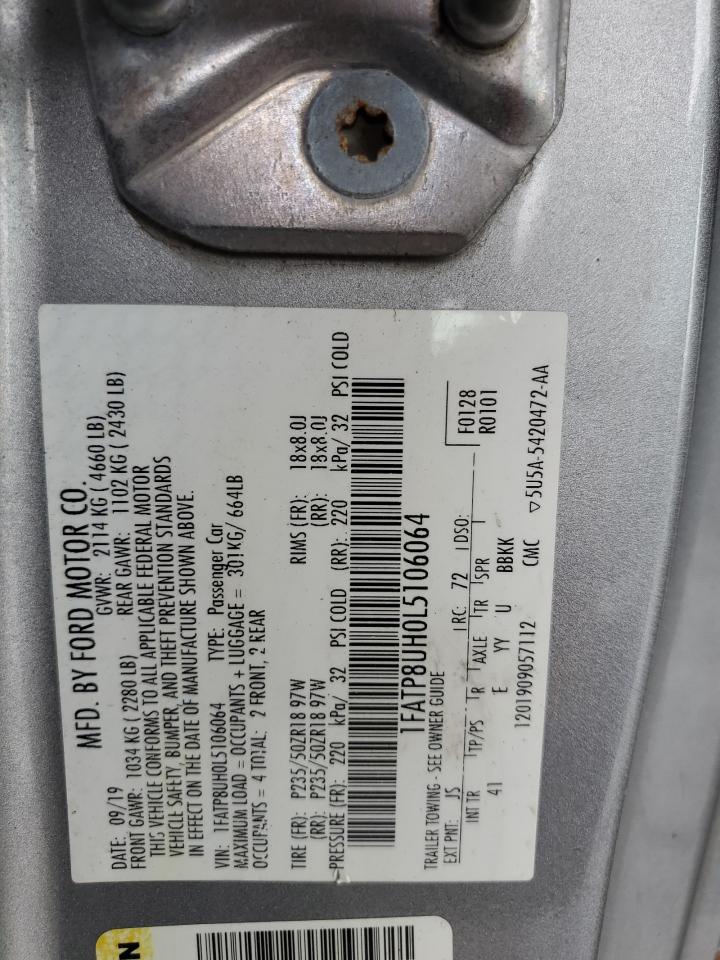 MFD. BY FORD MOTOR CO.
DATE: 09/19 GVWR: 2114 KG ( 4660 LB)
FRONT GAWR: 1034 KG ( 2280 LB) REAR GAWR: 1102 KG ( 2430 LB)
THIS VEHICLE CONFORMS TO ALL APPLICABLE FEDERAL MOTOR
VEHICLE SAFETY, BUMPER, AND THEFT PREVENTION STANDARDS
IN EFFECT ON THE DATE OF MANUFACTURE SHOWN ABOVE.
VIN: 1FATP8UH0L5106064 TYPE: Passenger Car
MAXIMUM LOAD = OCCUPANTS + LUGGAGE = 301KG/ 664LB
OCCUPANTS = 4 TOTAL: 2 FRONT, 2 REAR
TIRE (FR): P235/50ZR18 97W RIMS (FR): 18x8.0J
(RR): P235/50ZR18 97W (RR): 18x8.0J
PRESSURE (FR): 220 kPa/ 32 PSI COLD (RR): 220 kPa/ 32 PSI COLD
1FATP8UH0L5106064
TRAILER TOWING - SEE OWNER GUIDE
EXT PNT: JS RC: 72 DSO: F0128
INT TR TP/PS R AXLE TR SPR R0101
41 E YY U BBKK
1201909057112 CMC ▽5U5A-5420472-AA
N